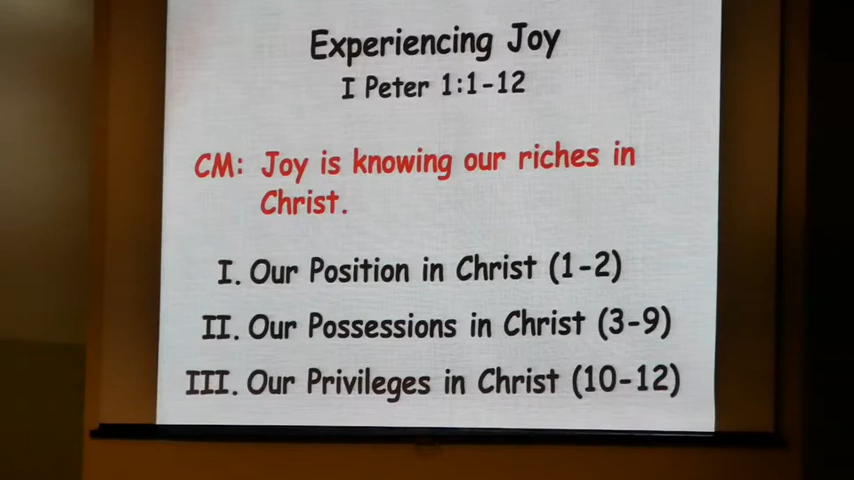 Experiencing Joy
I Peter 1:1-12
CM: Joy is knowing our riches in
Christ.
I. Our Position in Christ (1-2)
II. Our Possessions in Christ (3-9)
III. Our Privileges in Christ (10-12)